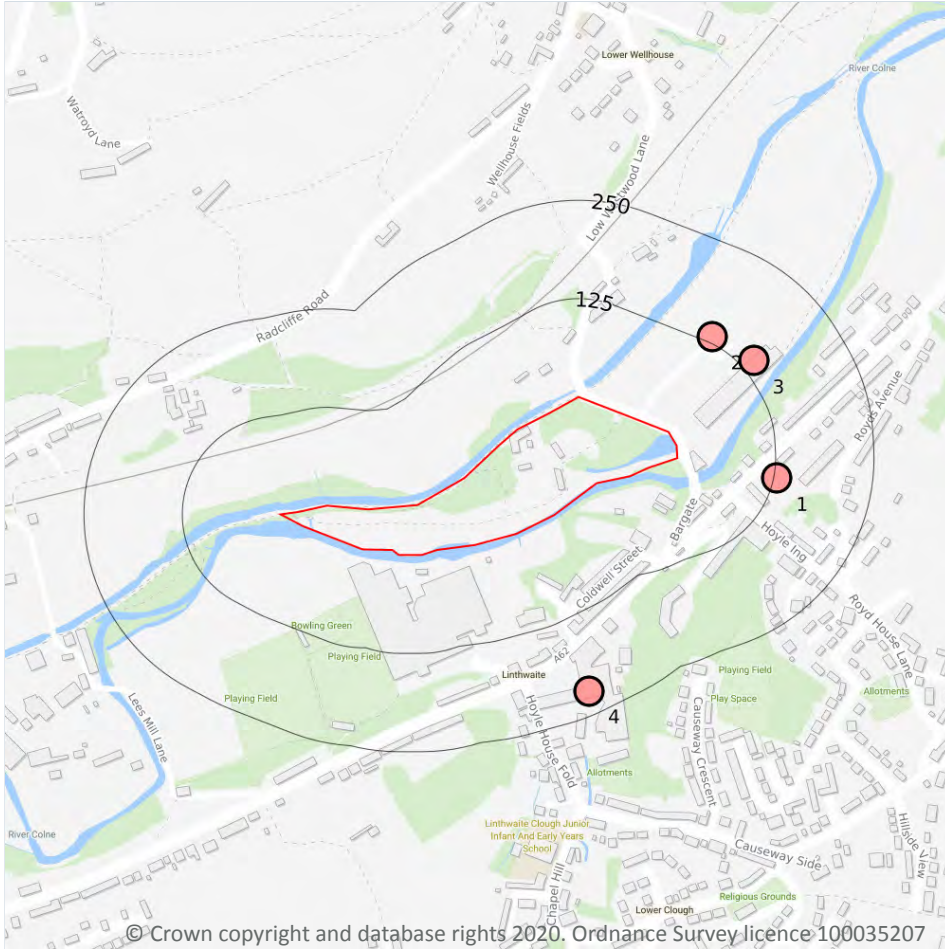 Lower Wellhouse
River Colne
Watroyd Lane
Wellhouse Fields
Low Westwood Lane
250
125
Radcliffe Road
2
3
Royds Avenue
1
Bargate
Hoyle Ing
Coldwell Street
Royd House Lane
Bowling Green
Playing Field
A62
Linthwaite
Playing Field
Playing Field
Play Space
Allotments
Lees Mill Lane
4
Hoyle House Fold
Causeway Crescent
Allotments
River Colne
Linthwaite Clough Junior
Infant And Early Years
School
Causeway Side
Hillside View
Chapel Hill
Religious Grounds
Lower Clough
© Crown copyright and database rights 2020. Ordnance Survey licence 100035207